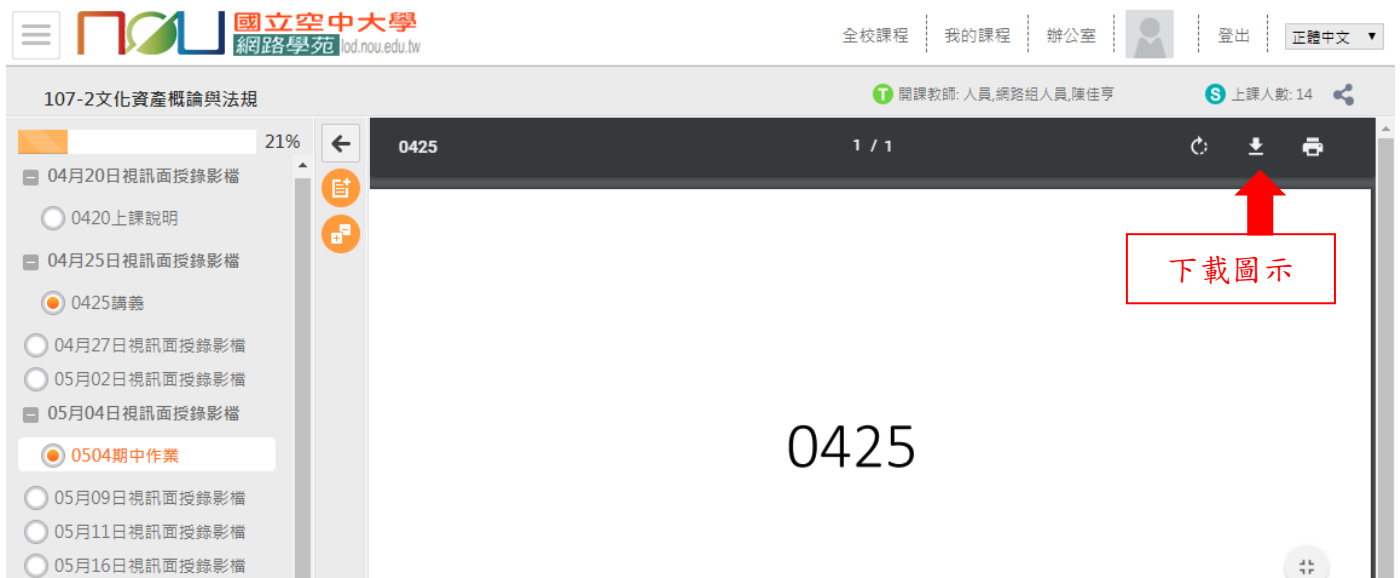 nou 國立空中大學
網路學苑 lod.nou.edu.tw
全校課程 我的課程 辦公室 登出 正體中文
107-2文化資產概論與法規
T 開課教師: 人員,網路組人員,陳佳亨
S 上課人數: 14
21%
04月20日視訊面授錄影檔
0420上課說明
04月25日視訊面授錄影檔
0425講義
04月27日視訊面授錄影檔
05月02日視訊面授錄影檔
05月04日視訊面授錄影檔
0504期中作業
05月09日視訊面授錄影檔
05月11日視訊面授錄影檔
05月16日視訊面授錄影檔
0425
1 / 1
下載圖示
0425